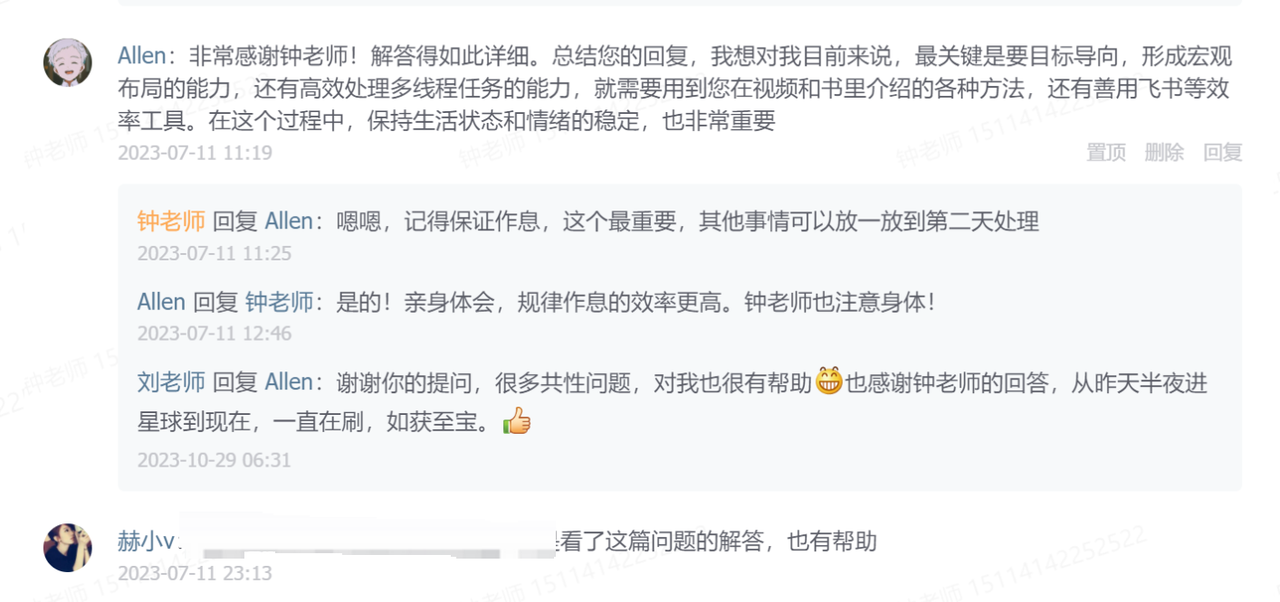 Allen：非常感谢钟老师！解答得如此详细。总结您的回复，我想对我目前来说，最关键是要目标导向，形成宏观
布局的能力，还有高效处理多线程任务的能力，就需要用到您在视频和书里介绍的各种方法，还有善用飞书等效
率工具。在这个过程中，保持生活状态和情绪的稳定，也非常重要
2023-07-11 11:19 置顶 删除 回复
钟老师 回复 Allen：嗯嗯，记得保证作息，这个最重要，其他事情可以放一放到第二天处理
2023-07-11 11:25
Allen 回复 钟老师：是的！亲身体会，规律作息的效率更高。钟老师也注意身体！
2023-07-11 12:46
刘老师 回复 Allen：谢谢你的提问，很多共性问题，对我也很有帮助😁也感谢钟老师的回答，从昨天半夜进
星球到现在，一直在刷，如获至宝。👍
2023-10-29 06:31
赫小v 看了这篇问题的解答，也有帮助
2023-07-11 23:13
钟老师 15114142252522